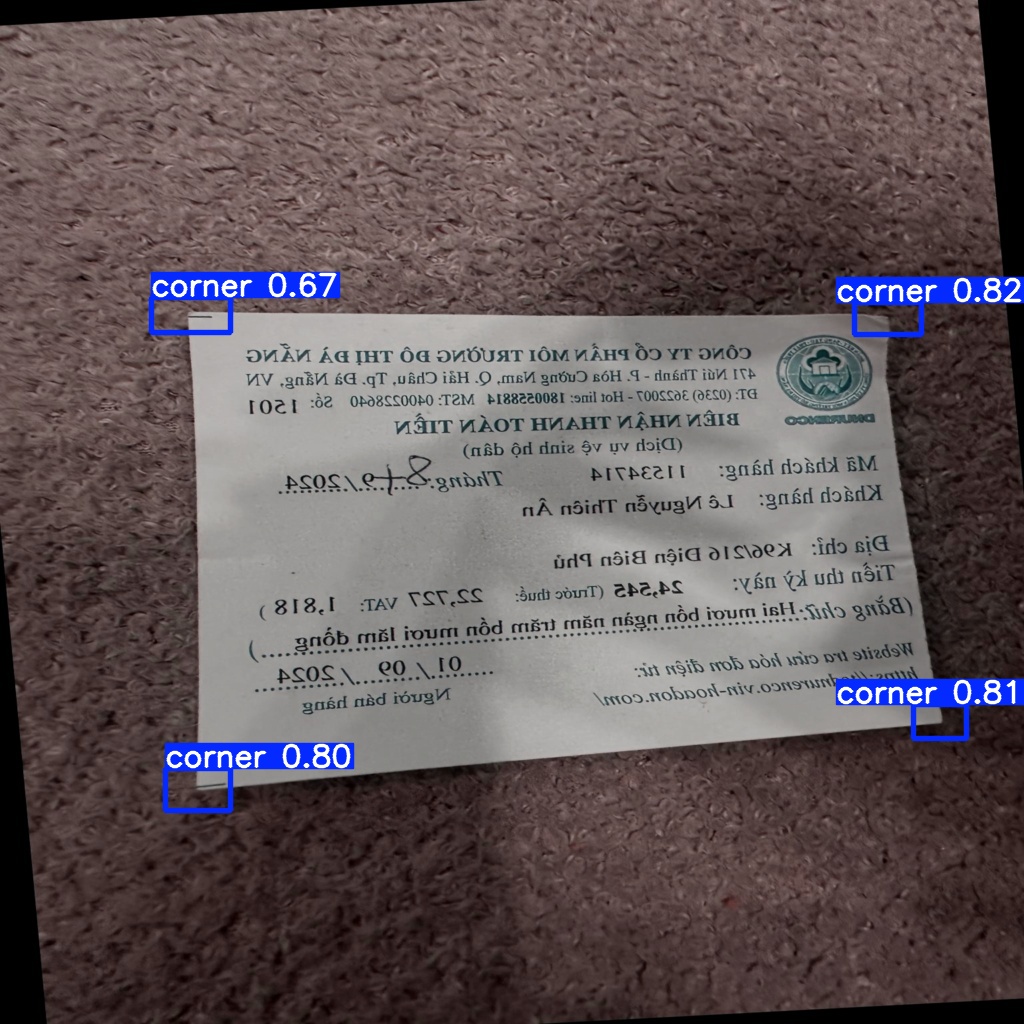 corner 0.67
corner 0.82
CÔNG TY CỔ PHẦN MÔI TRƯỜNG ĐÔ THỊ ĐÀ NẴNG
471 Núi Thành - P. Hòa Cường Nam, Q. Hải Châu, Tp. Đà Nẵng, VN
ĐT: (0236) 3622007 - Hot line: 1800558814 MST: 0400228640 Số: 1501
DNURENCO
BIÊN NHẬN THANH TOÁN TIỀN
(Dịch vụ vệ sinh hộ dân)
Mã khách hàng: 11534714 Tháng: 8+9/2024
Khách hàng: Lê Nguyễn Thiên Ân
Địa chỉ: K96/216 Điện Biên Phủ
Tiền thu kỳ này: 24,545 (Trước thuế: 22,727 VAT: 1,818 )
(Bằng chữ: Hai mươi bốn ngàn năm trăm bốn mươi lăm đồng )
01 / 09 / 2024
Người bán hàng
Website tra cứu hóa đơn điện tử:
corner 0.81
corner 0.80